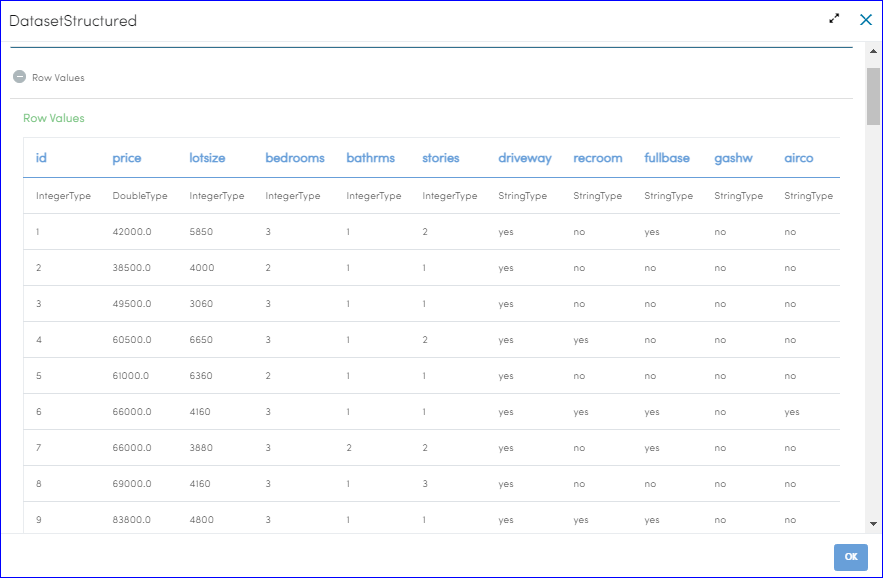 DatasetStructured
Row Values
Row Values
id price lotsize bedrooms bathrms stories driveway recroom fullbase gashw airco
IntegerType DoubleType IntegerType IntegerType IntegerType IntegerType StringType StringType StringType StringType StringType
1 42000.0 5850 3 1 2 yes no yes no no
2 38500.0 4000 2 1 1 yes no no no no
3 49500.0 3060 3 1 1 yes no no no no
4 60500.0 6650 3 1 2 yes yes no no no
5 61000.0 6360 2 1 1 yes no no no no
6 66000.0 4160 3 1 1 yes yes yes no yes
7 66000.0 3880 3 2 2 yes no yes no no
8 69000.0 4160 3 1 3 yes no no no no
9 83800.0 4800 3 1 1 yes yes yes no no
OK